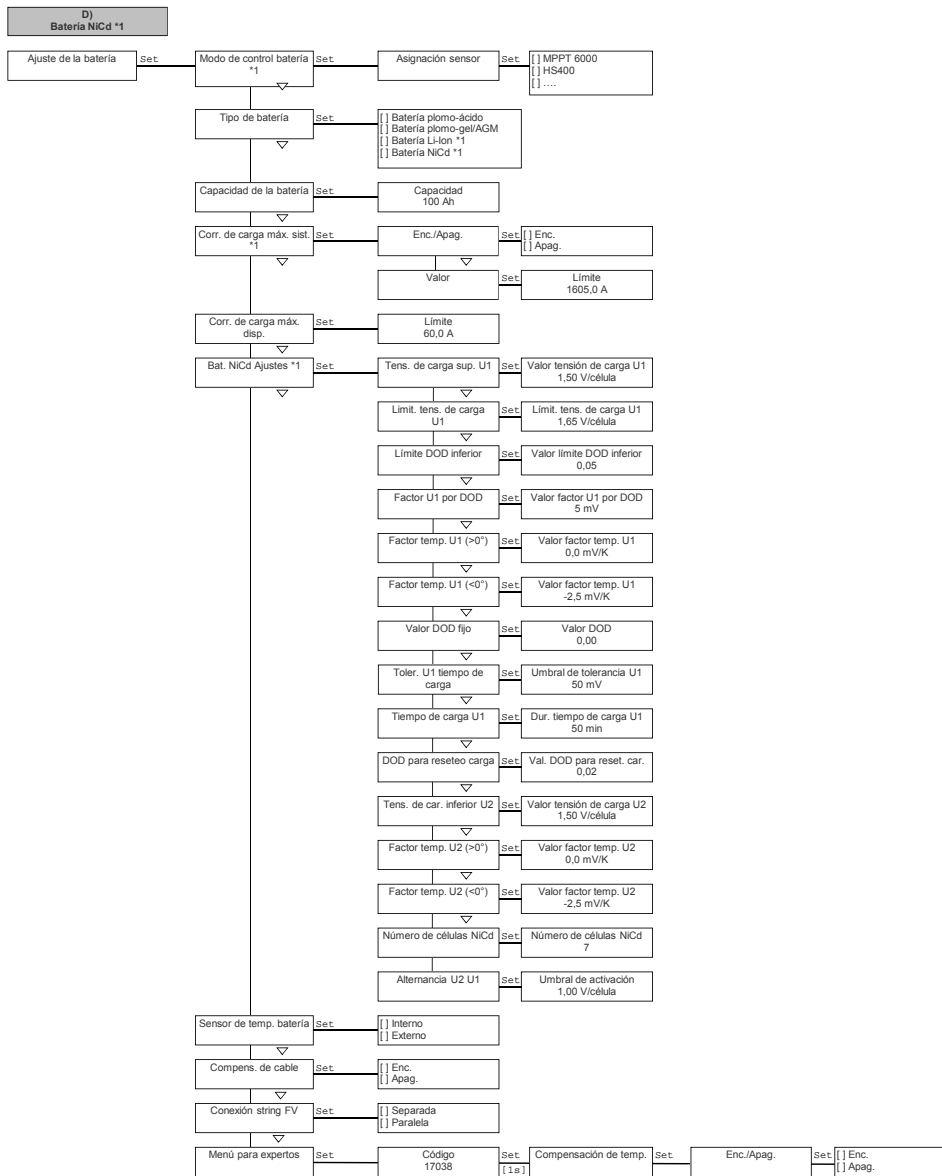 D)
Batería NiCd *1
Ajuste de la batería
Set
Modo de control batería
*1
Set
Asignación sensor
Set
[ ] MPPT 6000
[ ] HS400
[ ] ....
Tipo de batería
Set
[ ] Batería plomo-ácido
[ ] Batería plomo-gel/AGM
[ ] Batería Li-Ion *1
[ ] Batería NiCd *1
Capacidad de la batería
Set
Capacidad
100 Ah
Corr. de carga máx. sist.
*1
Set
Enc./Apag.
Set
[ ] Enc.
[ ] Apag.
Valor
Set
Límite
1605,0 A
Corr. de carga máx.
disp.
Set
Límite
60,0 A
Bat. NiCd Ajustes *1
Set
Tens. de carga sup. U1
Set
Valor tensión de carga U1
1,50 V/célula
Limit. tens. de carga
U1
Set
Límit. tens. de carga U1
1,65 V/célula
Límite DOD inferior
Set
Valor límite DOD inferior
0,05
Factor U1 por DOD
Set
Valor factor U1 por DOD
5 mV
Factor temp. U1 (>0°)
Set
Valor factor temp. U1
0,0 mV/K
Factor temp. U1 (<0°)
Set
Valor factor temp. U1
-2,5 mV/K
Valor DOD fijo
Set
Valor DOD
0,00
Toler. U1 tiempo de
carga
Set
Umbral de tolerancia U1
50 mV
Tiempo de carga U1
Set
Dur. tiempo de carga U1
50 min
DOD para reseteo carga
Set
Val. DOD para reset. car.
0,02
Tens. de car. inferior U2
Set
Valor tensión de carga U2
1,50 V/célula
Factor temp. U2 (>0°)
Set
Valor factor temp. U2
0,0 mV/K
Factor temp. U2 (<0°)
Set
Valor factor temp. U2
-2,5 mV/K
Número de células NiCd
Set
Número de células NiCd
7
Alternancia U2 U1
Set
Umbral de activación
1,00 V/célula
Sensor de temp. batería
Set
[ ] Interno
[ ] Externo
Compens. de cable
Set
[ ] Enc.
[ ] Apag.
Conexión string FV
Set
[ ] Separada
[ ] Paralela
Menú para expertos
Set
Código
17038
Set
[1s]
Compensación de temp.
Set
Enc./Apag.
Set
[ ] Enc.
[ ] Apag.